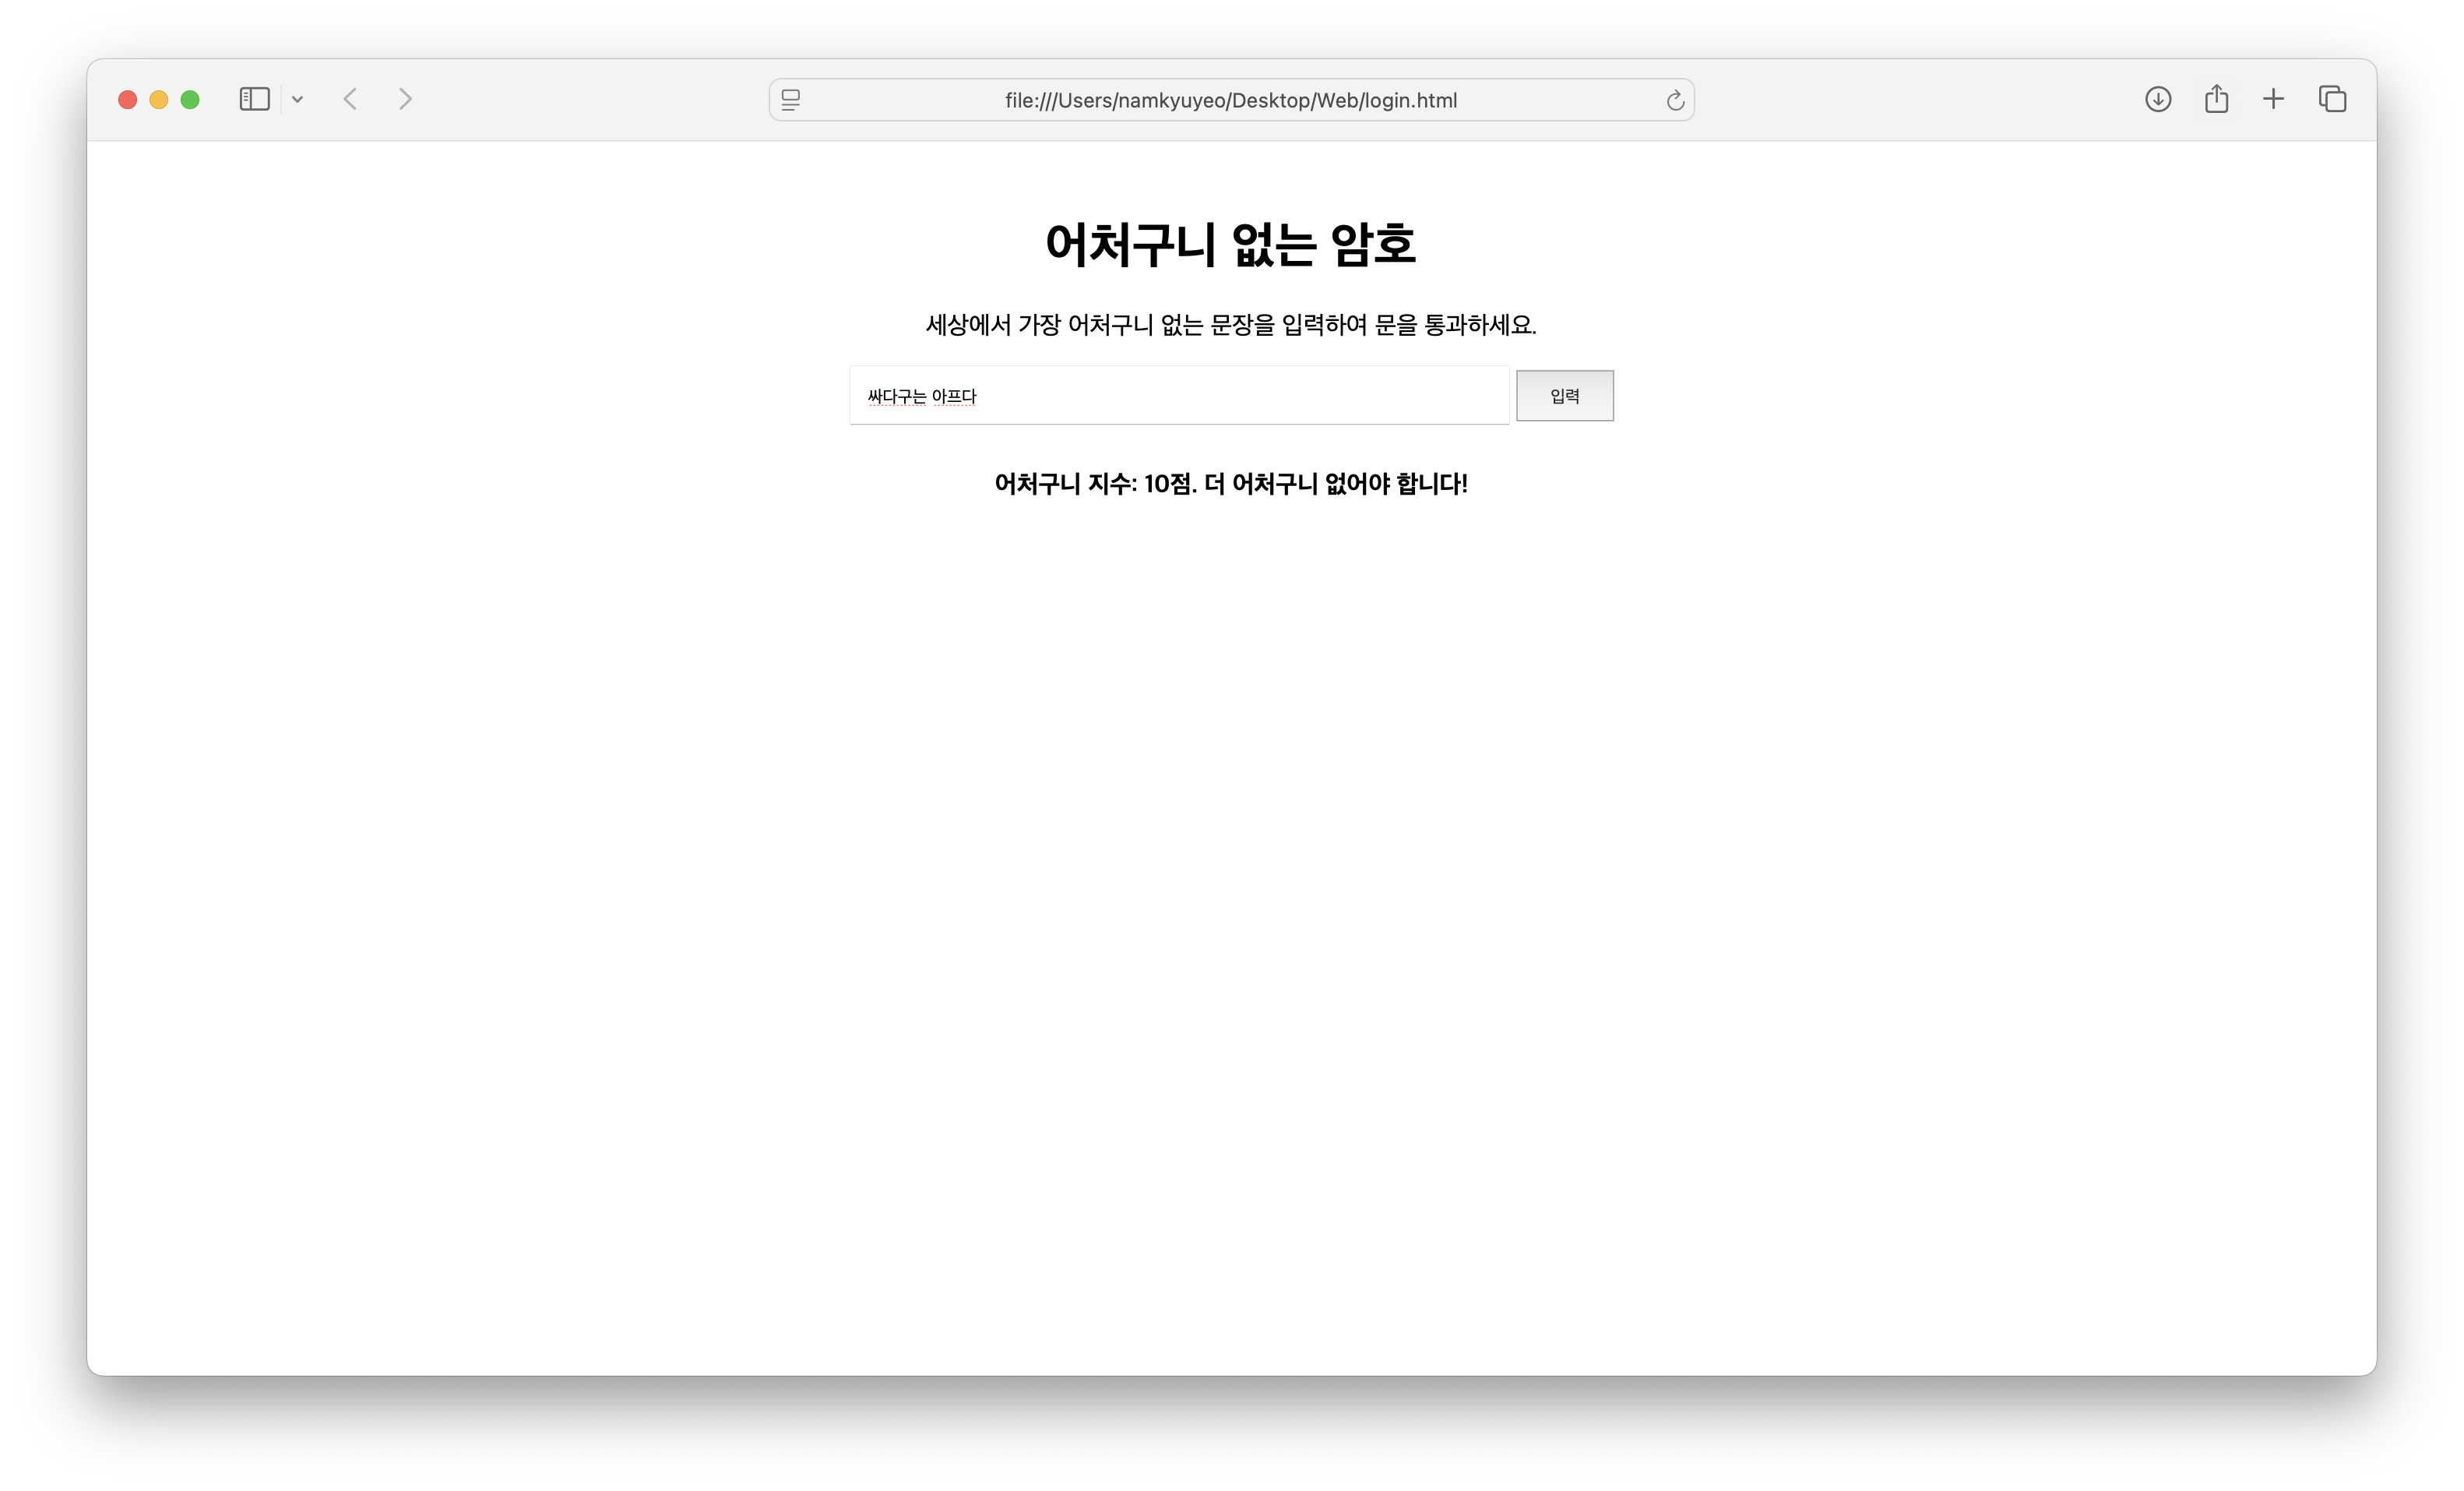 file:///Users/namkyuyeo/Desktop/Web/login.html
어처구니 없는 암호
세상에서 가장 어처구니 없는 문장을 입력하여 문을 통과하세요.
싸다구는 아프다 입력
어처구니 지수: 10점. 더 어처구니 없어야 합니다!